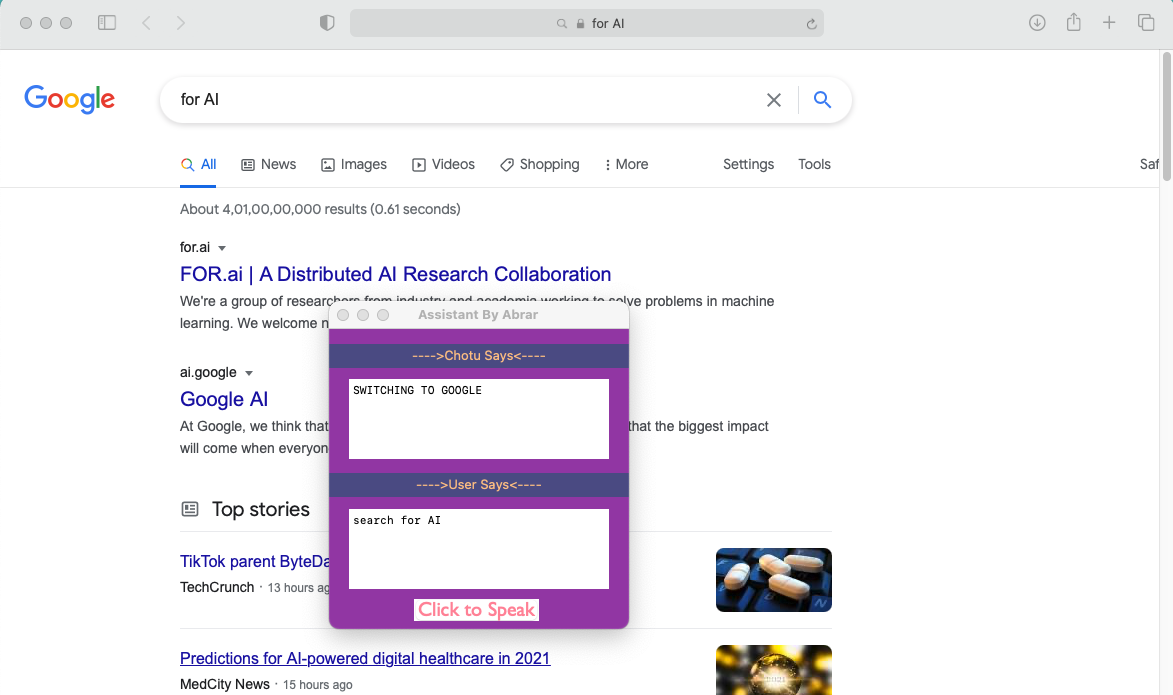 for AI
Google
for AI
All
News
Images
Videos
Shopping
More
Settings
Tools
Saf
About 4,01,00,00,000 results (0.61 seconds)
for.ai
FOR.ai | A Distributed AI Research Collaboration
We're a group of researchers from industry and academia working to solve problems in machine
learning. We welcome n
Assistant By Abrar
---->Chotu Says<----
SWITCHING TO GOOGLE
---->User Says<----
search for AI
Click to Speak
ai.google
Google AI
At Google, we think that
that the biggest impact
will come when everyon
Top stories
TikTok parent ByteDa
TechCrunch · 13 hours ag
Predictions for AI-powered digital healthcare in 2021
MedCity News · 15 hours ago
N